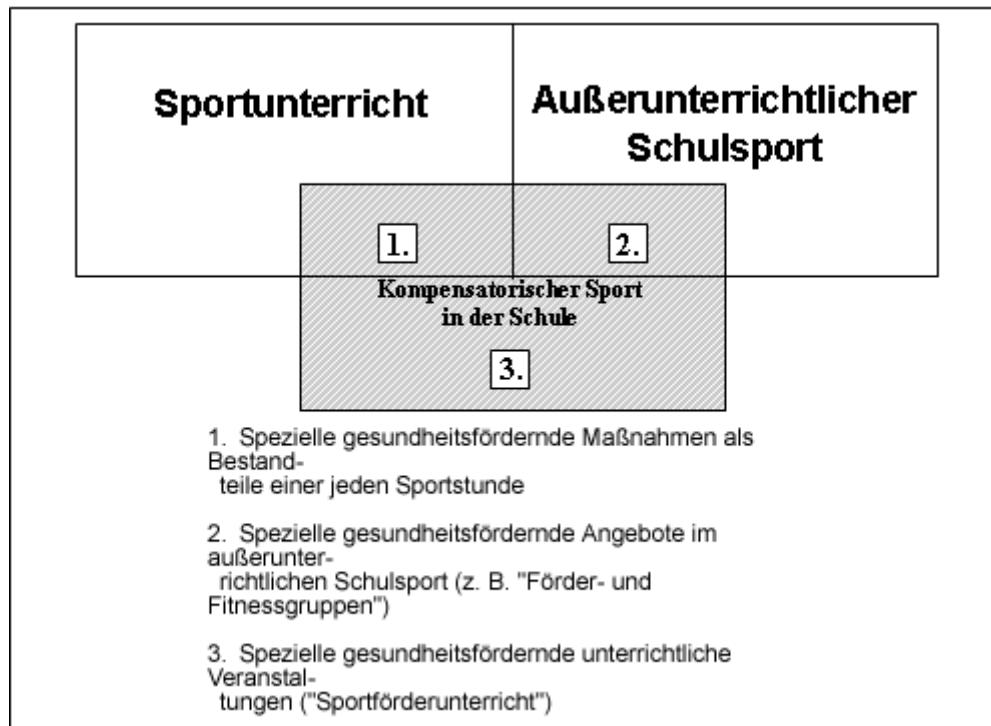 Sportunterricht
Außerunterrichtlicher
Schulsport
1.
2.
Kompensatorischer Sport
in der Schule
3.
1. Spezielle gesundheitsfördernde Maßnahmen als
Bestand-
teile einer jeden Sportstunde
2. Spezielle gesundheitsfördernde Angebote im
außerunter-
richtlichen Schulsport (z. B. "Förder- und
Fitnessgruppen")
3. Spezielle gesundheitsfördernde unterrichtliche
Veranstal-
tungen ("Sportförderunterricht")